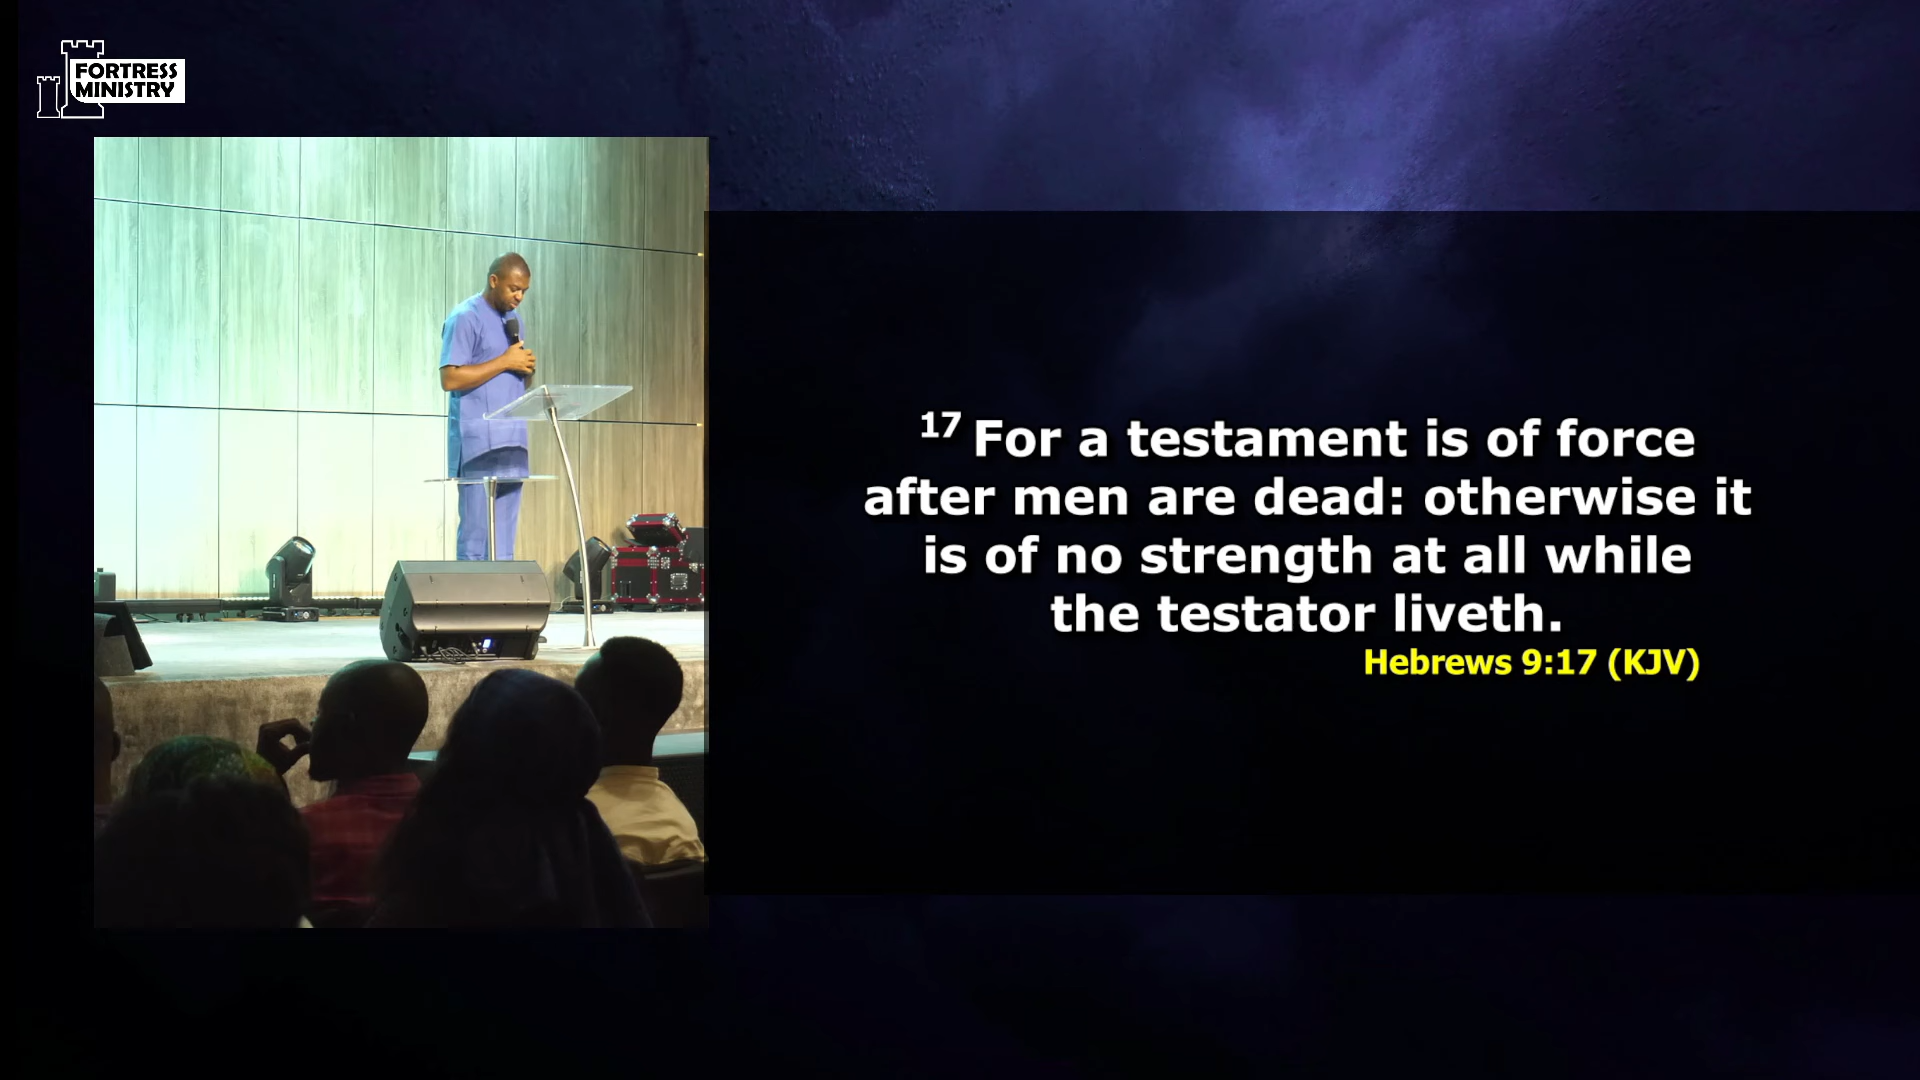 FORTRESS
MINISTRY
17 For a testament is of force
after men are dead: otherwise it
is of no strength at all while
the testator liveth.
Hebrews 9:17 (KJV)